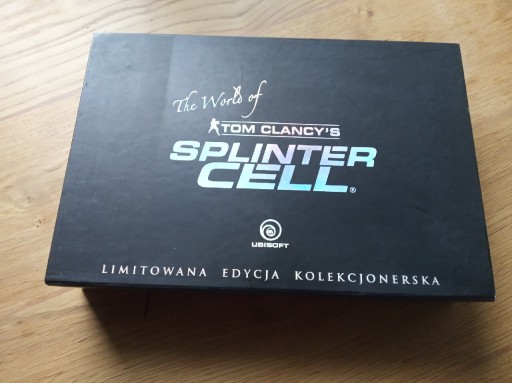 The World of
TOM CLANCY'S
SPLINTER
CELL®
UBISOFT
LIMITOWANA EDYCJA KOLEKCJONERSKA